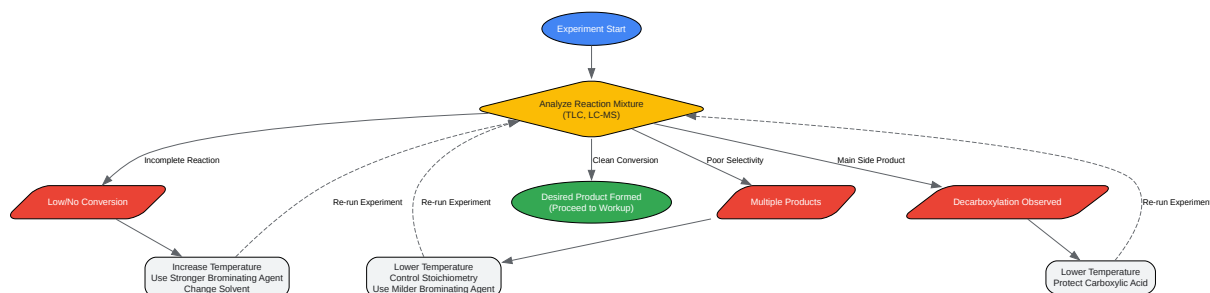 Experiment Start
Analyze Reaction Mixture
(TLC, LC-MS)
Incomplete Reaction
Clean Conversion
Poor Selectivity
Main Side Product
Low/No Conversion
Re-run Experiment
Re-run Experiment
Desired Product Formed
(Proceed to Workup)
Multiple Products
Decarboxylation Observed
Re-run Experimen
Increase Temperature
Use Stronger Brominating Agent
Change Solvent
Lower Temperature
Control Stoichiometry
Use Milder Brominating Agent
Lower Temperature
Protect Carboxylic Acid